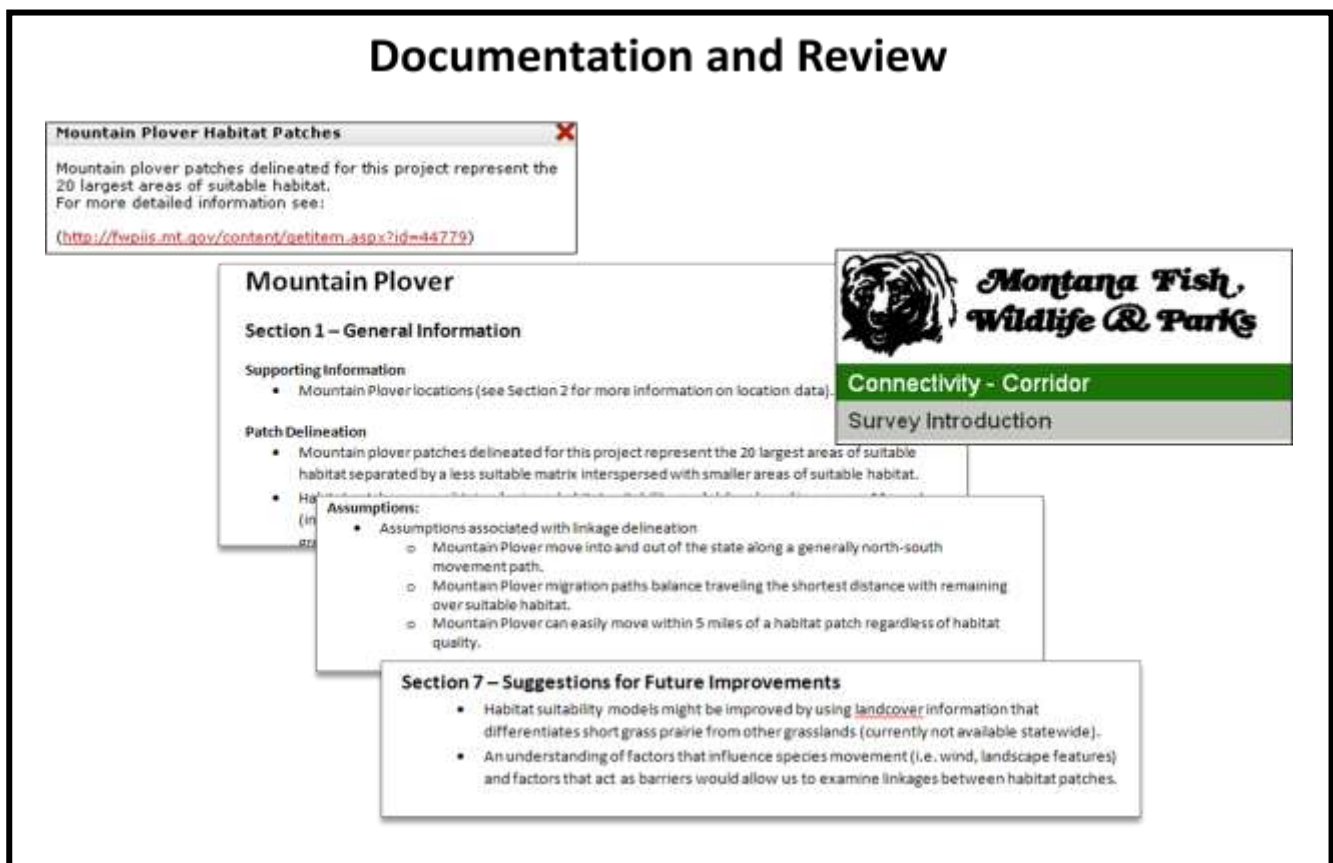 Documentation and Review
Mountain Plover Habitat Patches
Mountain plover patches delineated for this project represent the
20 largest areas of suitable habitat.
For more detailed information see:
(http://fwpiis.mt.gov/content/getitem.aspx?id=44779)
Mountain Plover
Section 1 – General Information
Supporting Information
• Mountain Plover locations (see Section 2 for more information on location data).
Patch Delineation
• Mountain plover patches delineated for this project represent the 20 largest areas of suitable
habitat separated by a less suitable matrix interspersed with smaller areas of suitable habitat.
Montana Fish,
Wildlife & Parks
Connectivity - Corridor
Survey Introduction
Assumptions:
• Assumptions associated with linkage delineation
o Mountain Plover move into and out of the state along a generally north-south
movement path.
o Mountain Plover migration paths balance traveling the shortest distance with remaining
over suitable habitat.
o Mountain Plover can easily move within 5 miles of a habitat patch regardless of habitat
quality.
Section 7 – Suggestions for Future Improvements
• Habitat suitability models might be improved by using landcover information that
differentiates short grass prairie from other grasslands (currently not available statewide).
• An understanding of factors that influence species movement (i.e. wind, landscape features)
and factors that act as barriers would allow us to examine linkages between habitat patches.